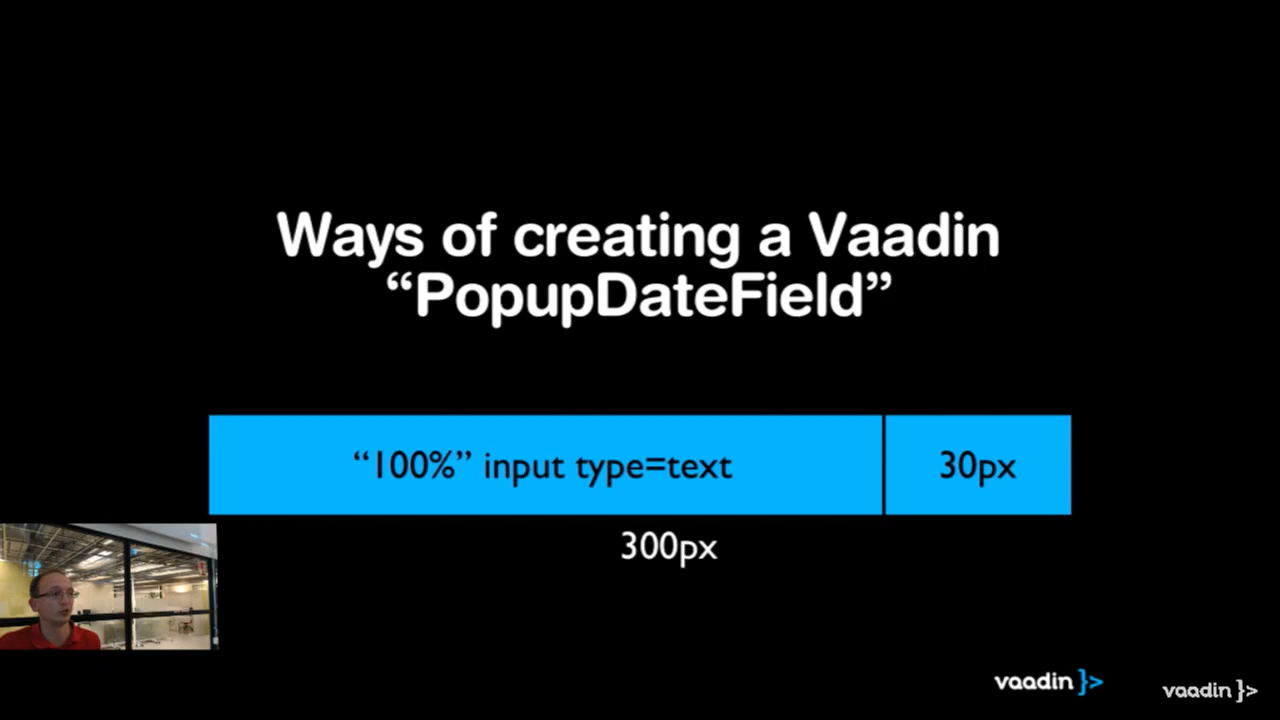 Ways of creating a Vaadin
“PopupDateField”
“100%” input type=text
30px
300px
vaadin }>
vaadin }>